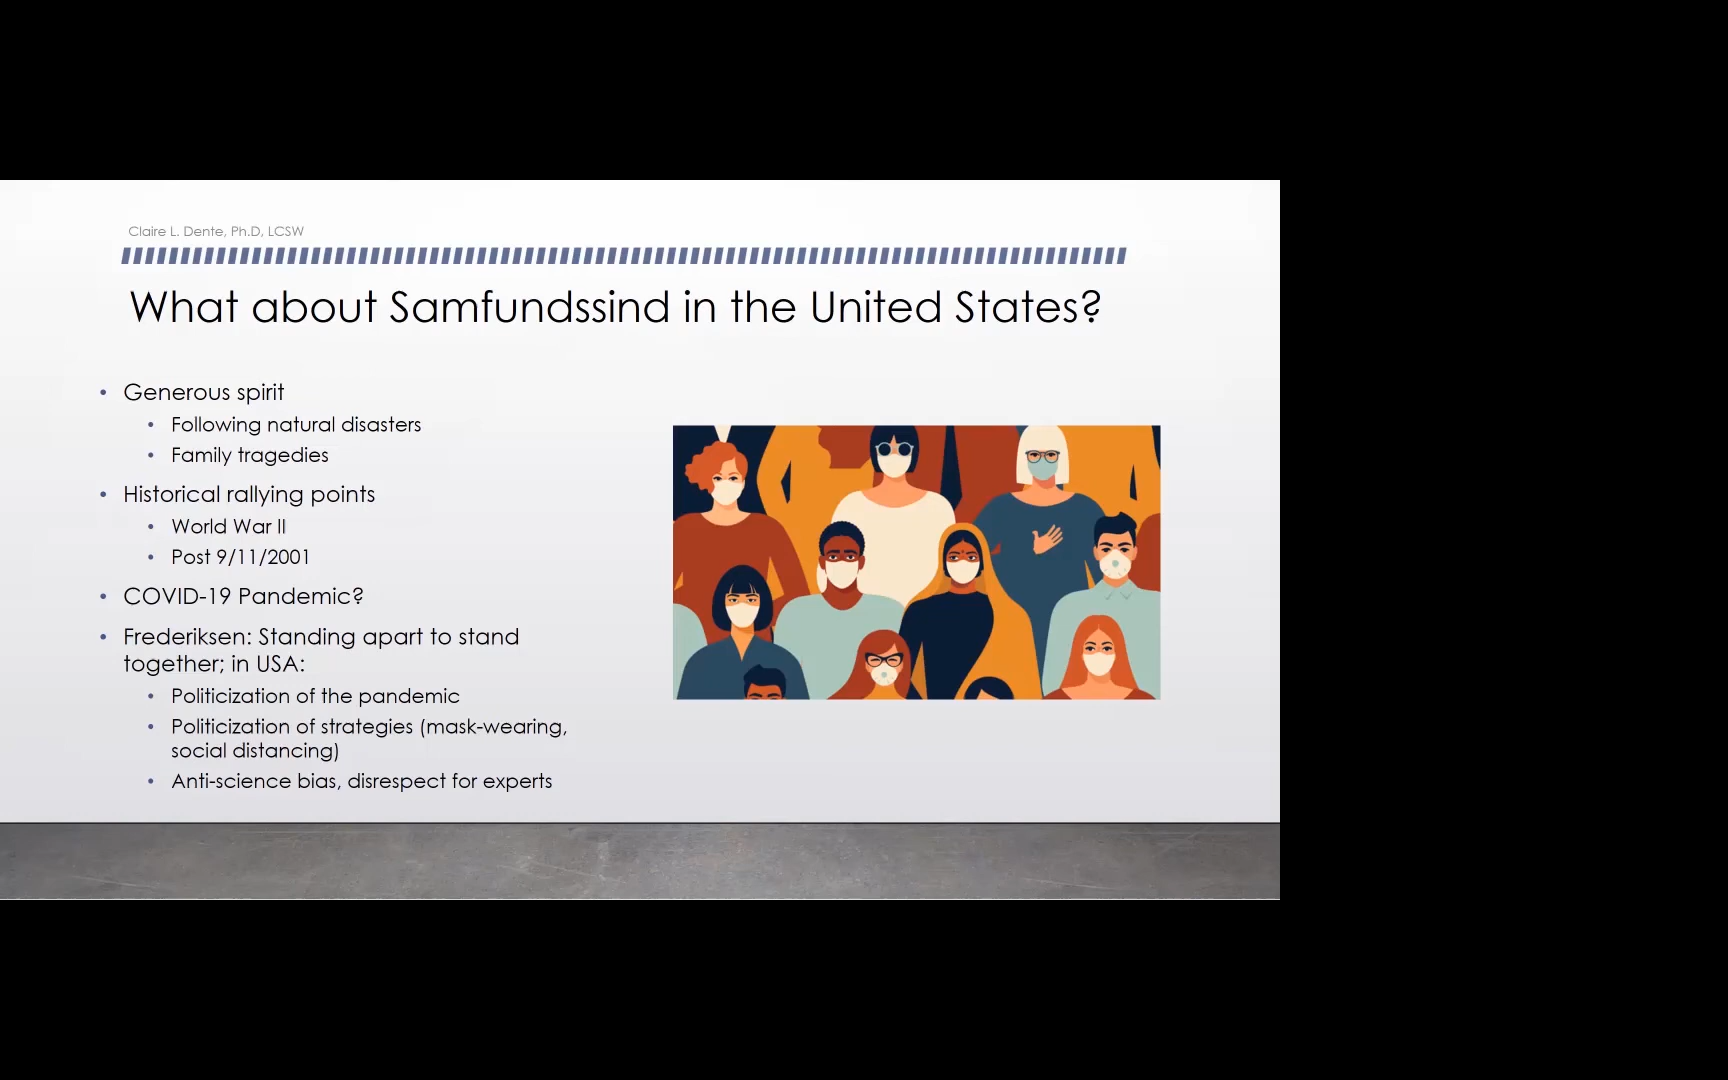 Claire L. Dente, Ph.D, LCSW
What about Samfundssind in the United States?
• Generous spirit
• Following natural disasters
• Family tragedies
• Historical rallying points
• World War II
• Post 9/11/2001
• COVID-19 Pandemic?
• Frederiksen: Standing apart to stand
together; in USA:
• Politicization of the pandemic
• Politicization of strategies (mask-wearing,
social distancing)
• Anti-science bias, disrespect for experts